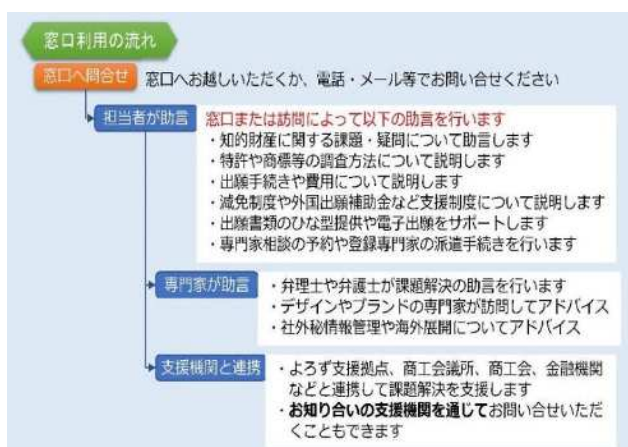 窓口利用の流れ
窓口へ問合せ 窓口へお越しいただくか、電話・メール等でお問い合せください
担当者が助言 窓口または訪問によって以下の助言を行います
・知的財産に関する課題・疑問について助言します
・特許や商標等の調査方法について説明します
・出願手続きや費用について説明します
・減免制度や外国出願補助金など支援制度について説明します
・出願書類のひな型提供や電子出願をサポートします
・専門家相談の予約や登録専門家の派遣手続きを行います
専門家が助言 ・弁理士や弁護士が課題解決の助言を行います
・デザインやブランドの専門家が訪問してアドバイス
・社外秘情報管理や海外展開についてアドバイス
支援機関と連携 ・よろず支援拠点、商工会議所、商工会、金融機関
などと連携して課題解決を支援します
・お知り合いの支援機関を通じてお問い合せいただ
くこともできます